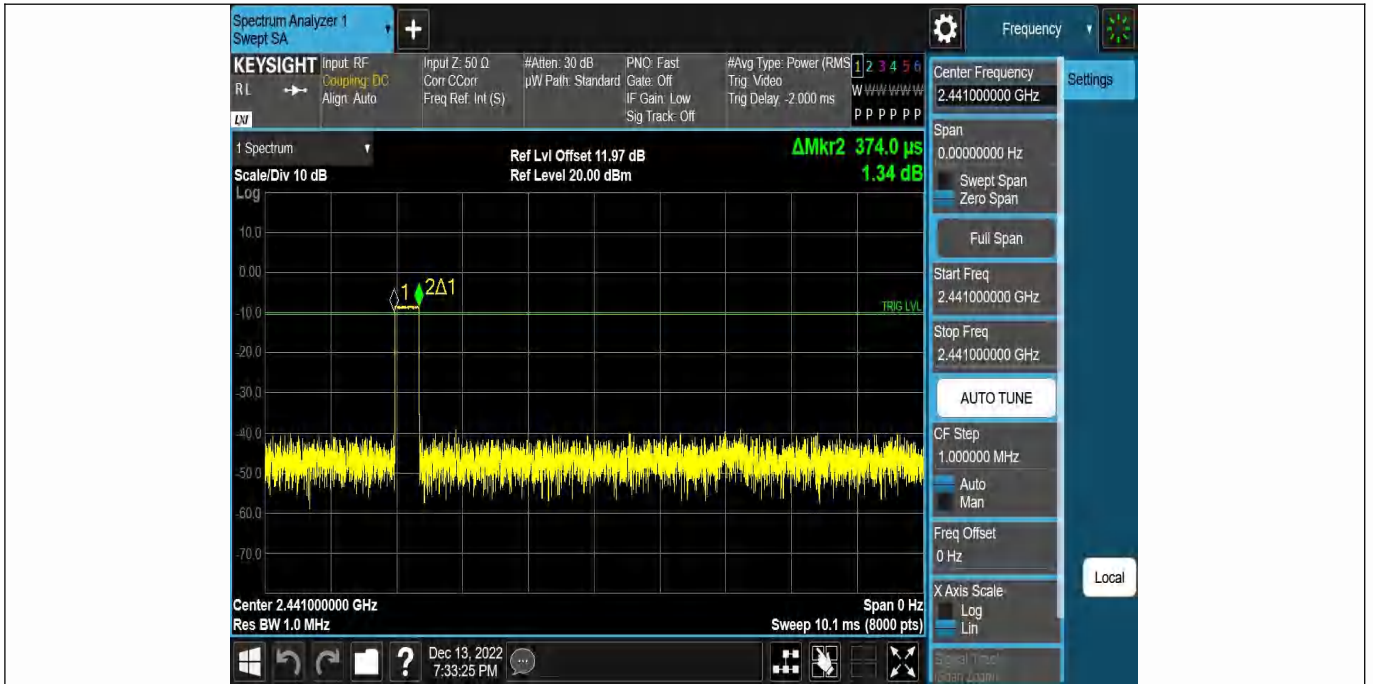 Spectrum Analyzer 1
Swept SA
+
Frequency
KEYSIGHT
RL
LXI
Input: RF
Coupling: DC
Align: Auto
Input Z: 50 Ω
Corr CCorr
Freq Ref: Int (S)
#Atten: 30 dB
µW Path: Standard
PNO: Fast
Gate: Off
IF Gain: Low
Sig Track: Off
#Avg Type: Power (RMS
Trig: Video
Trig Delay: -2.000 ms
1 2 3 4 5 6
W W W W W W
P P P P P P
1 Spectrum
Scale/Div 10 dB
Ref Lvl Offset 11.97 dB
Ref Level 20.00 dBm
ΔMkr2 374.0 µs
1.34 dB
Log
10.0
0.00
-10.0
-20.0
-30.0
-40.0
-50.0
-60.0
-70.0
1
2Δ1
TRIG LVL
Center 2.441000000 GHz
Res BW 1.0 MHz
Span 0 Hz
Sweep 10.1 ms (8000 pts)
Center Frequency
2.441000000 GHz
Settings
Span
0.00000000 Hz
Swept Span
Zero Span
Full Span
Start Freq
2.441000000 GHz
Stop Freq
2.441000000 GHz
AUTO TUNE
CF Step
1.000000 MHz
Auto
Man
Freq Offset
0 Hz
X Axis Scale
Log
Lin
Local
Signal Track
(Span Zoom)
?
Dec 13, 2022
7:33:25 PM